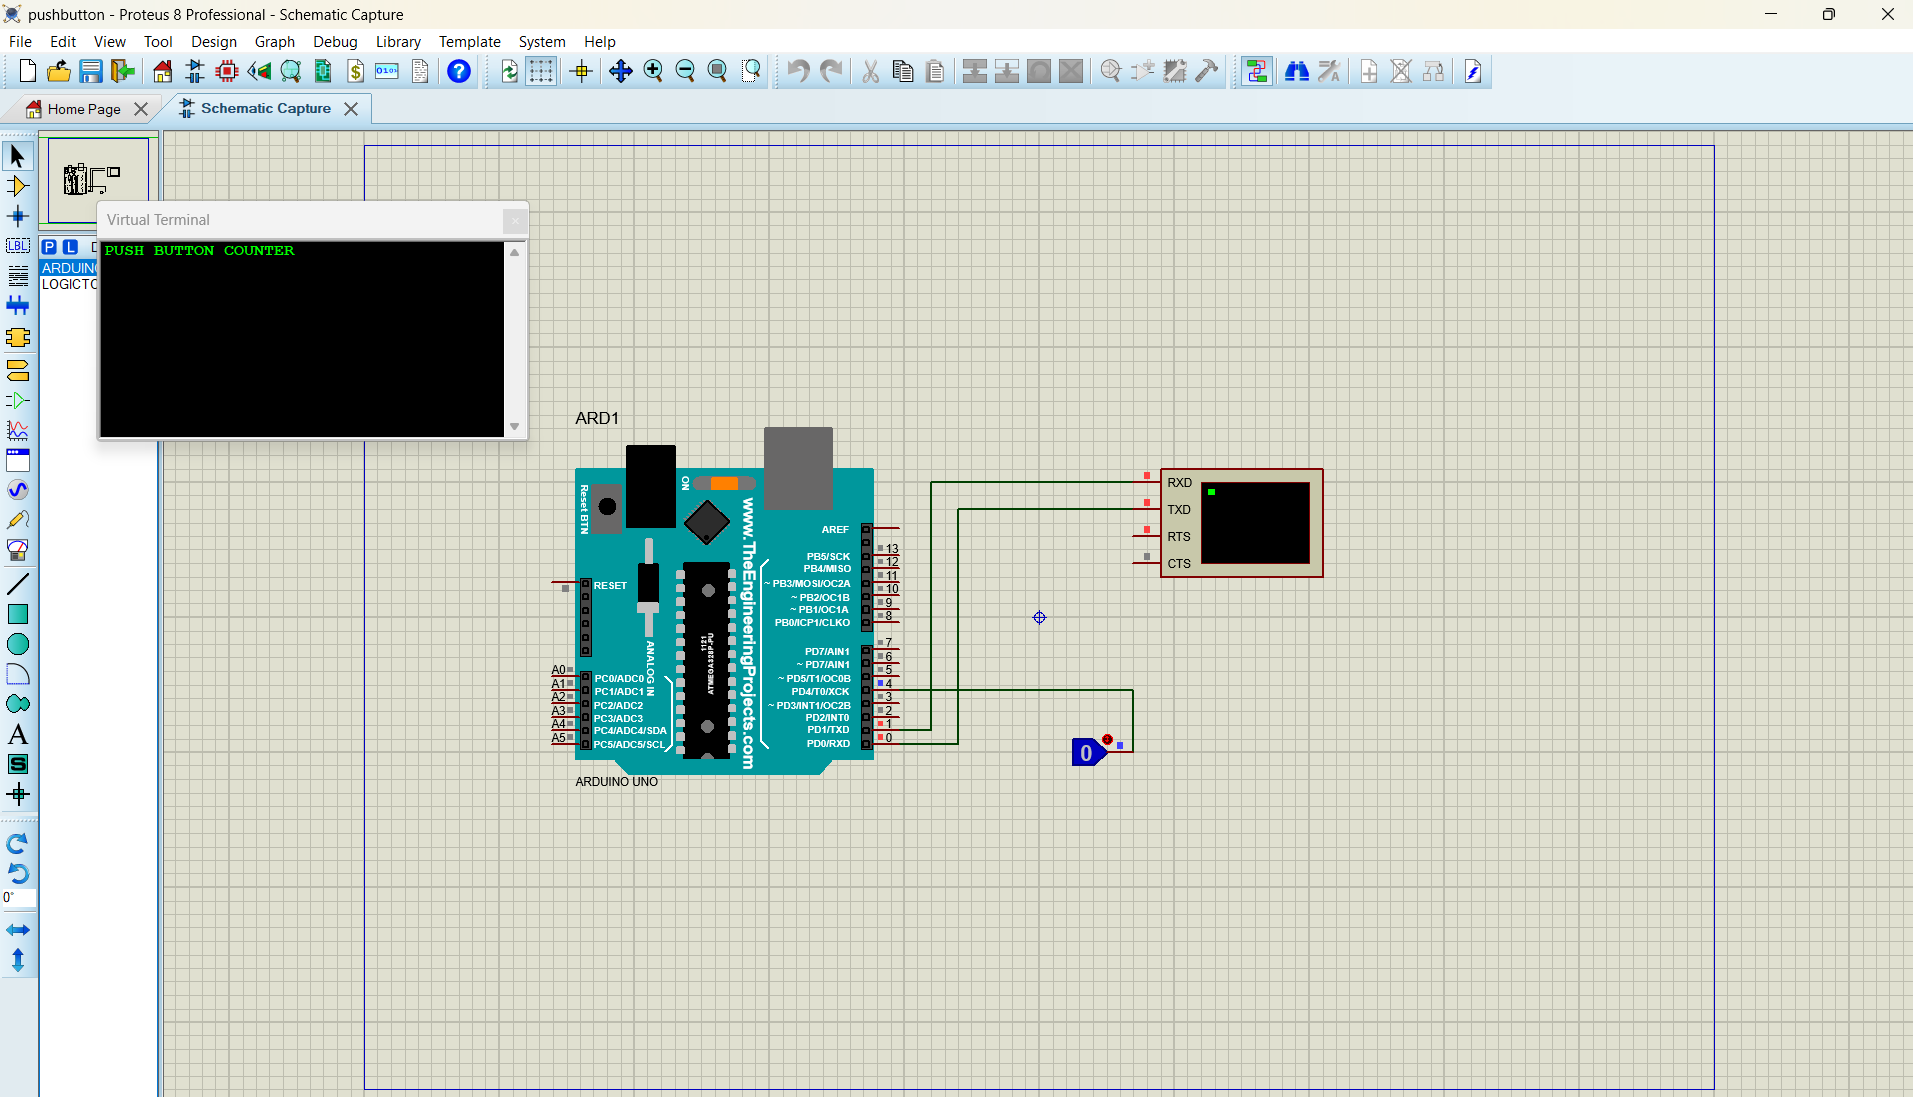 pushbutton - Proteus 8 Professional - Schematic Capture
File Edit View Tool Design Graph Debug Library Template System Help
Home Page
Schematic Capture
Virtual Terminal
PUSH BUTTON COUNTER
LBL
P L
ARDUINO
LOGICTO
0°
ARD1
Reset BTN
ON
www.TheEngineeringProjects.com
ANALOG IN
1121
ATMEGA328P-PU
RESET
AREF
PB5/SCK 13
PB4/MISO 12
~ PB3/MOSI/OC2A 11
~ PB2/OC1B 10
~ PB1/OC1A 9
PB0/ICP1/CLKO 8
PD7/AIN1 7
~ PD7/AIN1 6
~ PD5/T1/OC0B 5
PD4/T0/XCK 4
~ PD3/INT1/OC2B 3
PD2/INT0 2
PD1/TXD 1
PD0/RXD 0
A0 PC0/ADC0
A1 PC1/ADC1
A2 PC2/ADC2
A3 PC3/ADC3
A4 PC4/ADC4/SDA
A5 PC5/ADC5/SCL
ARDUINO UNO
RXD
TXD
RTS
CTS
0